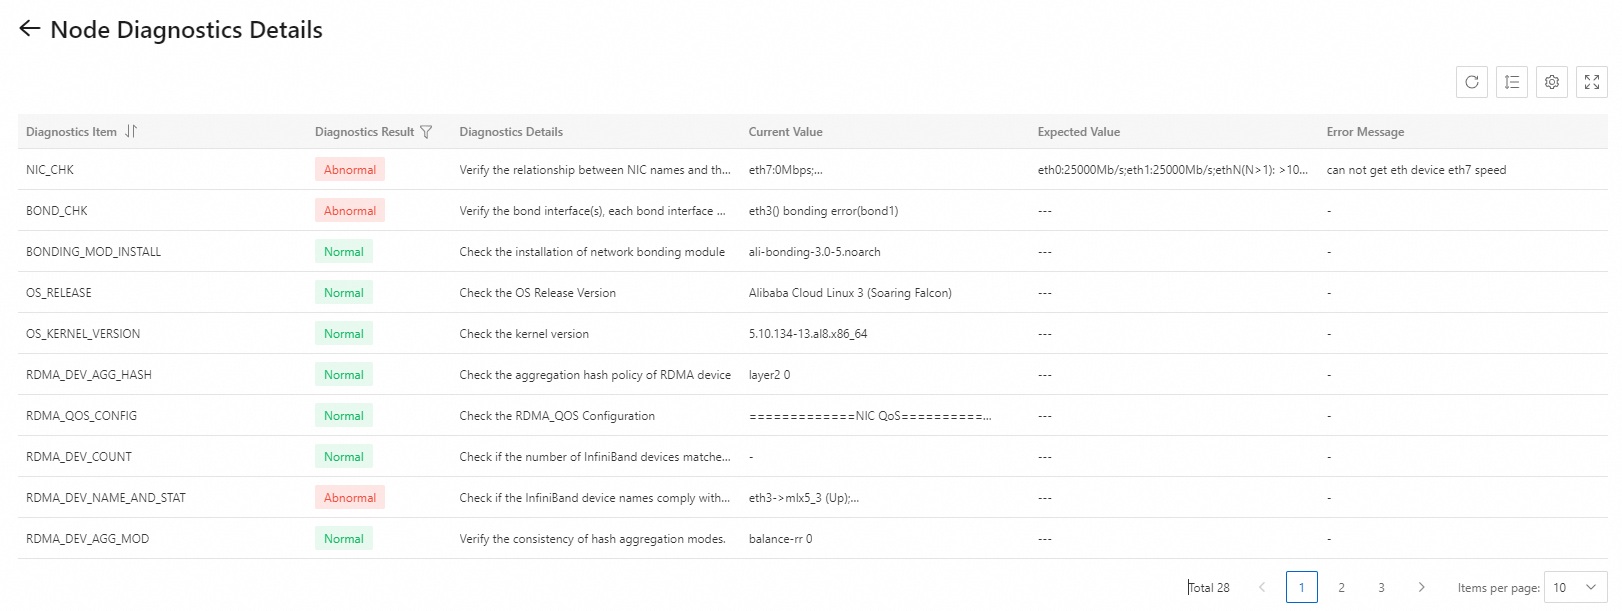 Node Diagnostics Details
Diagnostics Item Diagnostics Result Diagnostics Details Current Value Expected Value Error Message
NIC_CHK Abnormal Verify the relationship between NIC names and th... eth7:0Mbps;... eth0:25000Mb/s;eth1:25000Mb/s;ethN(N>1): >10... can not get eth device eth7 speed
BOND_CHK Abnormal Verify the bond interface(s), each bond interface ... eth3() bonding error(bond1) --- -
BONDING_MOD_INSTALL Normal Check the installation of network bonding module ali-bonding-3.0-5.noarch --- -
OS_RELEASE Normal Check the OS Release Version Alibaba Cloud Linux 3 (Soaring Falcon) --- -
OS_KERNEL_VERSION Normal Check the kernel version 5.10.134-13.al8.x86_64 --- -
RDMA_DEV_AGG_HASH Normal Check the aggregation hash policy of RDMA device layer2 0 --- -
RDMA_QOS_CONFIG Normal Check the RDMA_QOS Configuration =============NIC QoS==========... --- -
RDMA_DEV_COUNT Normal Check if the number of InfiniBand devices matche... - --- -
RDMA_DEV_NAME_AND_STAT Abnormal Check if the InfiniBand device names comply with... eth3->mlx5_3 (Up);... --- -
RDMA_DEV_AGG_MOD Normal Verify the consistency of hash aggregation modes. balance-rr 0 --- -
Total 28 1 2 3 Items per page: 10